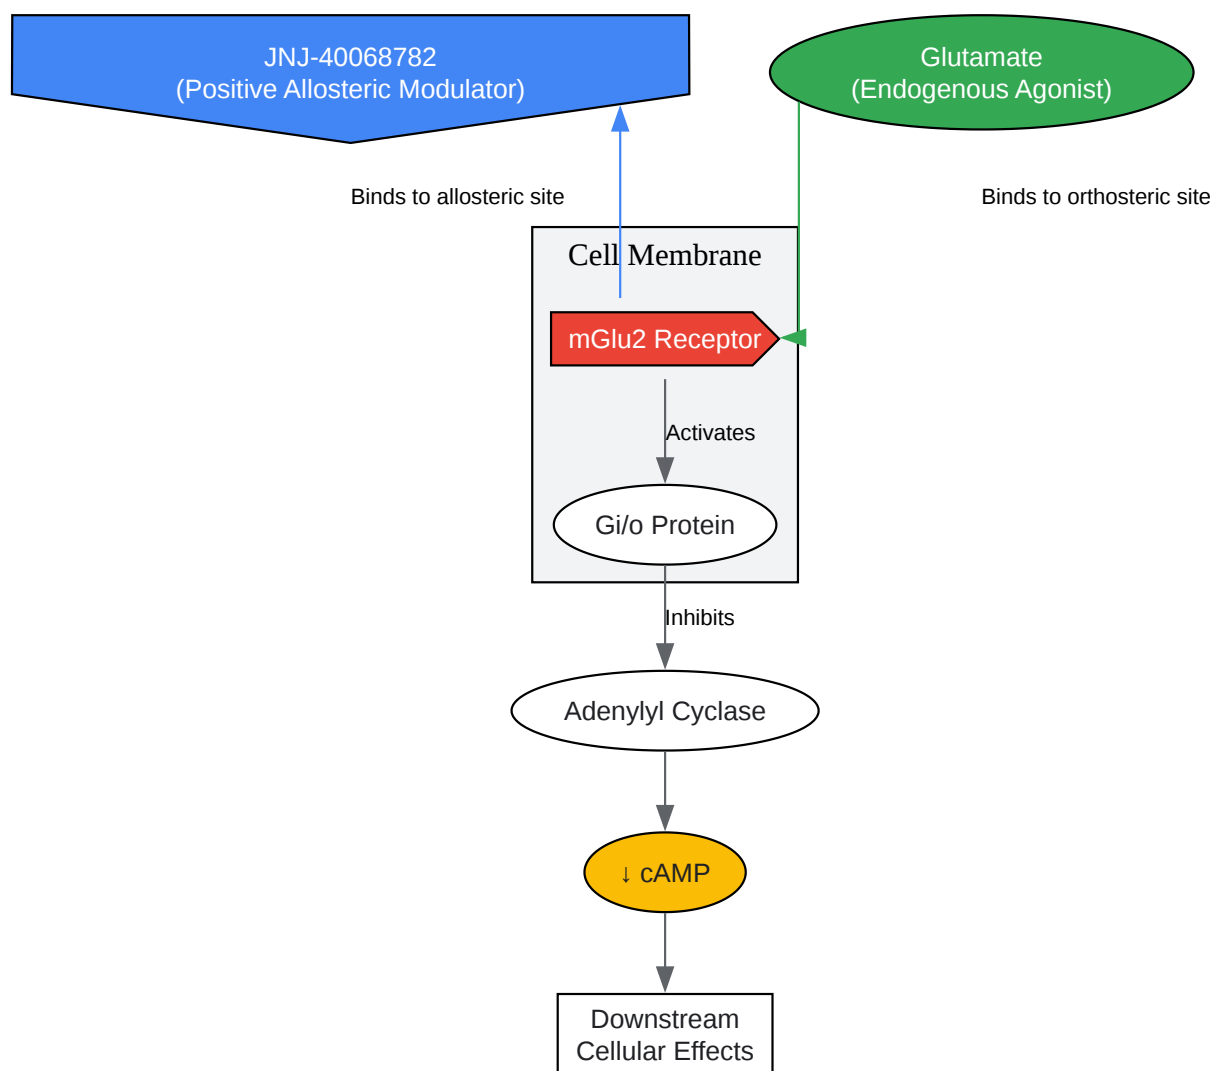 JNJ-40068782
(Positive Allosteric Modulator)
Glutamate
(Endogenous Agonist)
Binds to allosteric site
Binds to orthosteric site
Cell Membrane
mGlu2 Receptor
Activates
Gi/o Protein
Inhibits
Adenylyl Cyclase
↓ cAMP
Downstream
Cellular Effects